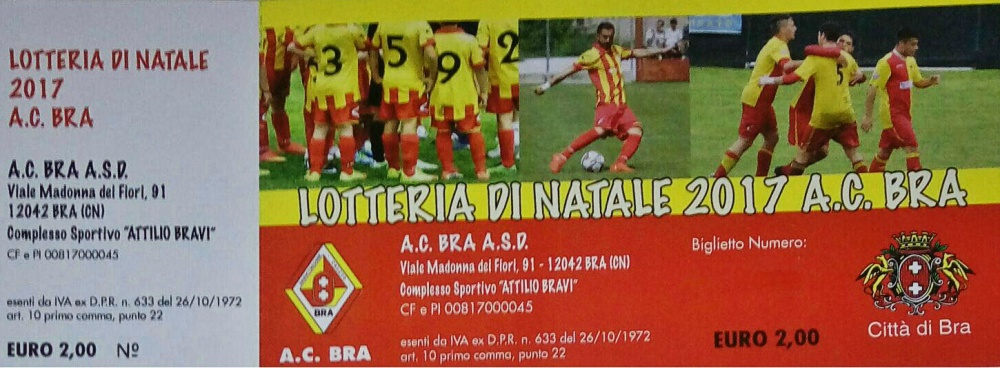 LOTTERIA DI NATALE
2017
A.C. BRA
A.C. BRA A.S.D.
Viale Madonna dei Fiori, 91
12042 BRA (CN)
Complesso Sportivo "ATTILIO BRAVI"
CF e PI 00817000045
esenti da IVA ex D.P.R. n. 633 del 26/10/1972
art. 10 primo comma, punto 22
EURO 2,00 Nº
3
5
9
2
5
LOTTERIA DI NATALE 2017 A.C. BRA
BRA
A.C. BRA
A.C. BRA A.S.D.
Viale Madonna dei Fiori, 91 - 12042 BRA (CN)
Complesso Sportivo "ATTILIO BRAVI"
CF e PI 00817000045
esenti da IVA ex D.P.R. n. 633 del 26/10/1972
art. 10 primo comma, punto 22
Biglietto Numero:
EURO 2,00
Città di Bra